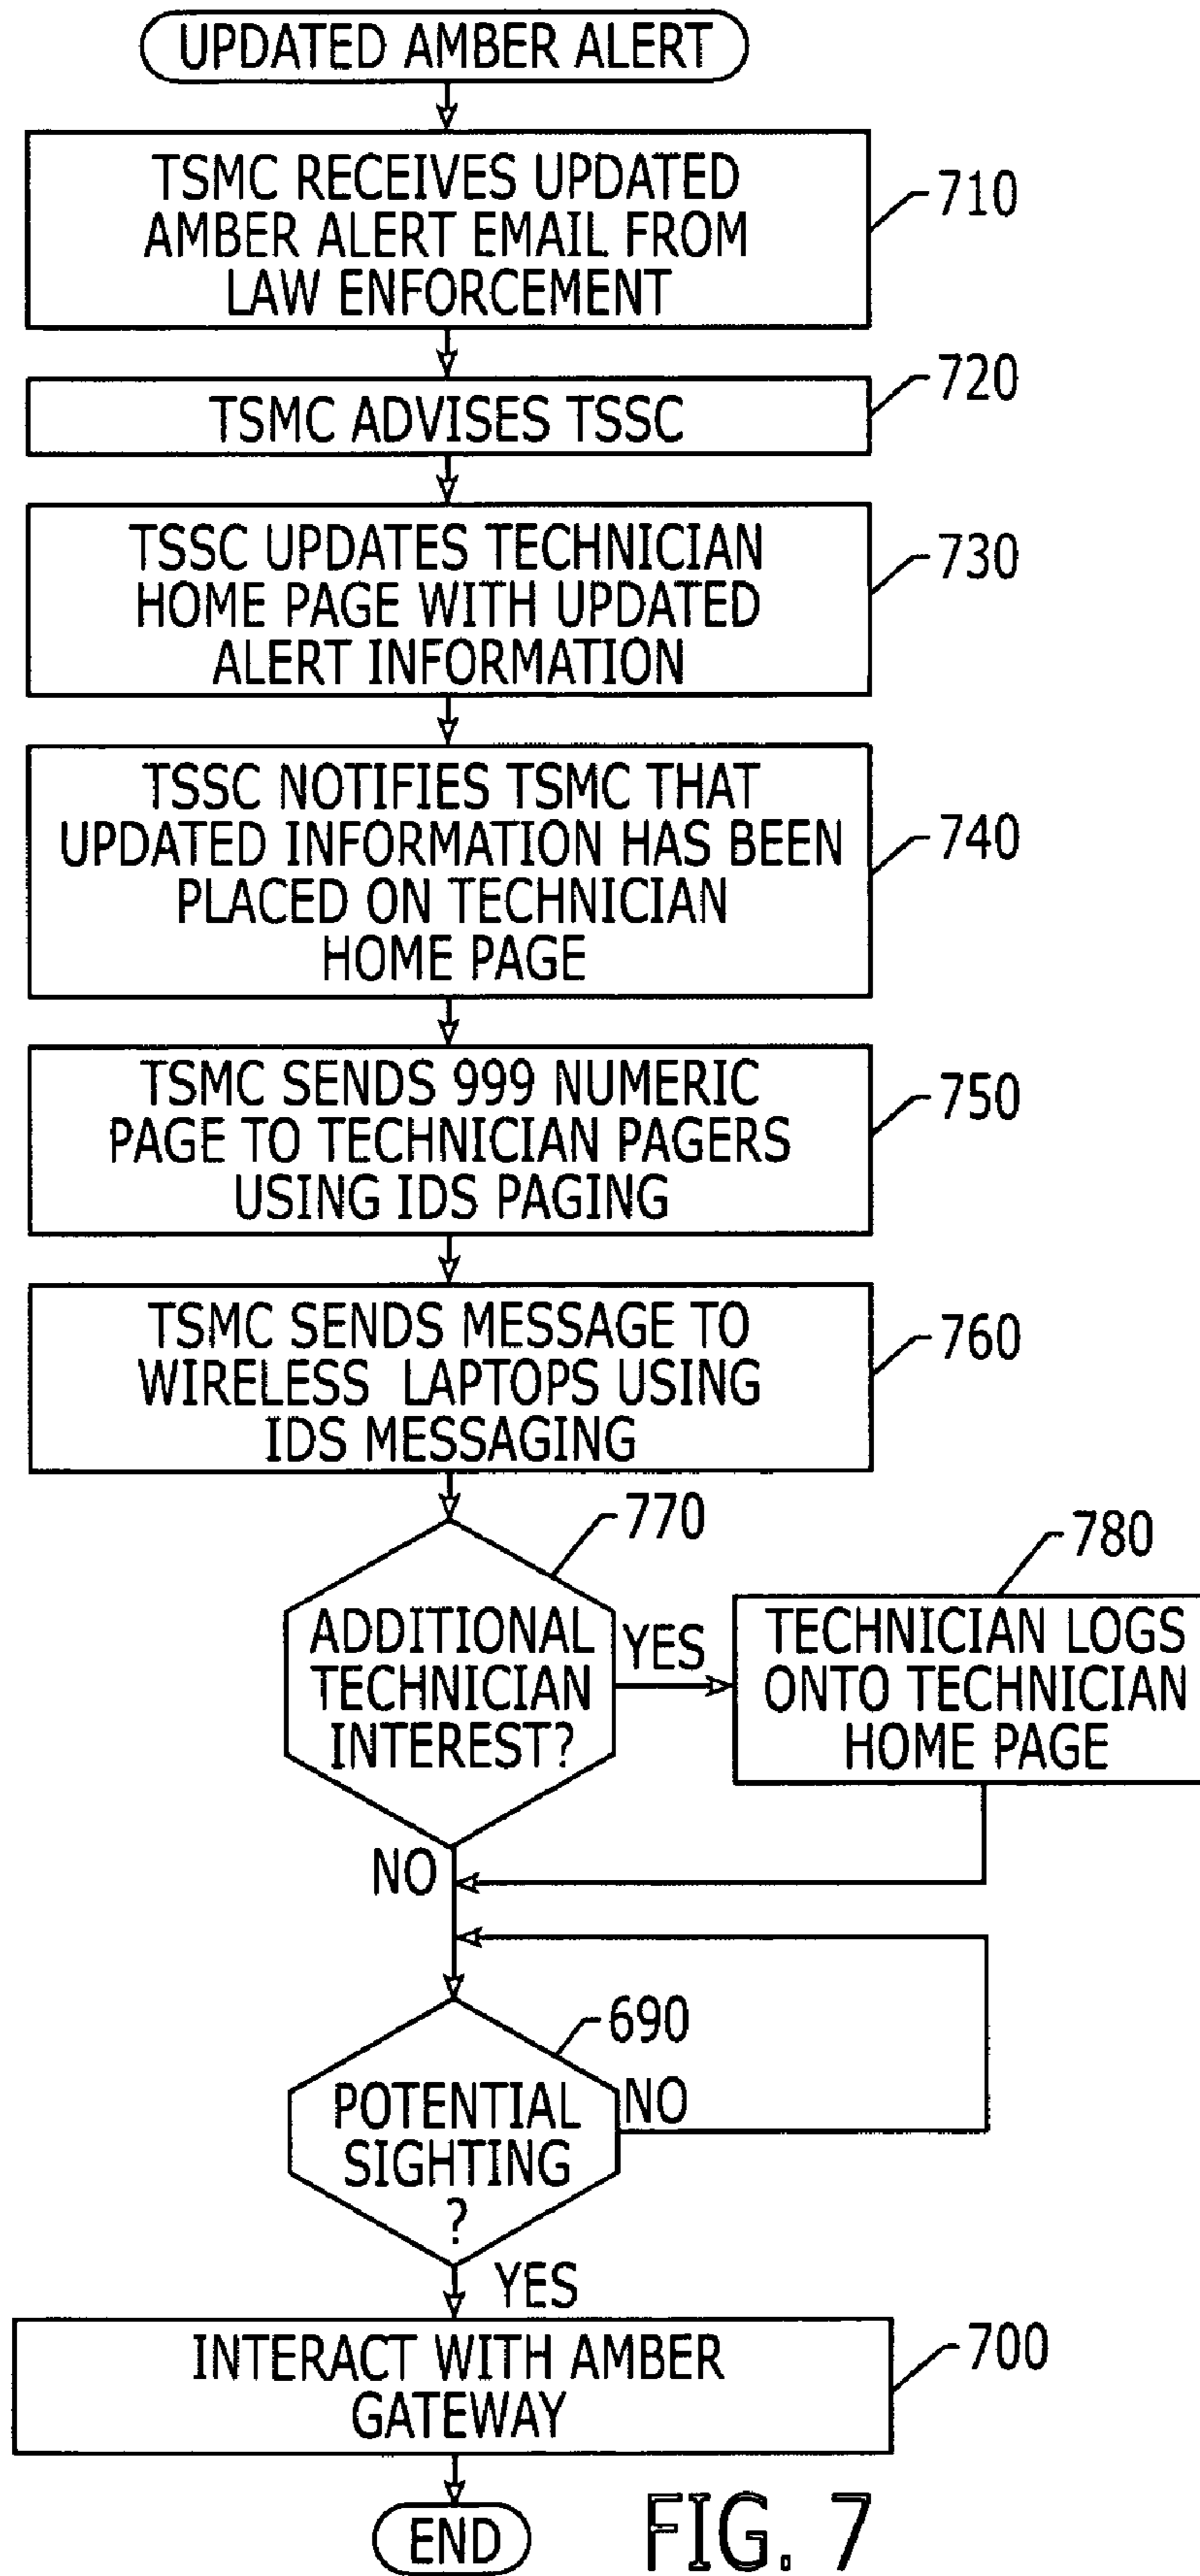 UPDATED AMBER ALERT
TSMC RECEIVES UPDATED
AMBER ALERT EMAIL FROM
LAW ENFORCEMENT
710
TSMC ADVISES TSSC
720
TSSC UPDATES TECHNICIAN
HOME PAGE WITH UPDATED
ALERT INFORMATION
730
TSSC NOTIFIES TSMC THAT
UPDATED INFORMATION HAS BEEN
PLACED ON TECHNICIAN
HOME PAGE
740
TSMC SENDS 999 NUMERIC
PAGE TO TECHNICIAN PAGERS
USING IDS PAGING
750
TSMC SENDS MESSAGE TO
WIRELESS LAPTOPS USING
IDS MESSAGING
760
770
ADDITIONAL
TECHNICIAN
INTEREST?
YES
780
TECHNICIAN LOGS
ONTO TECHNICIAN
HOME PAGE
NO
690
POTENTIAL
SIGHTING
?
NO
YES
INTERACT WITH AMBER
GATEWAY
700
END
FIG. 7